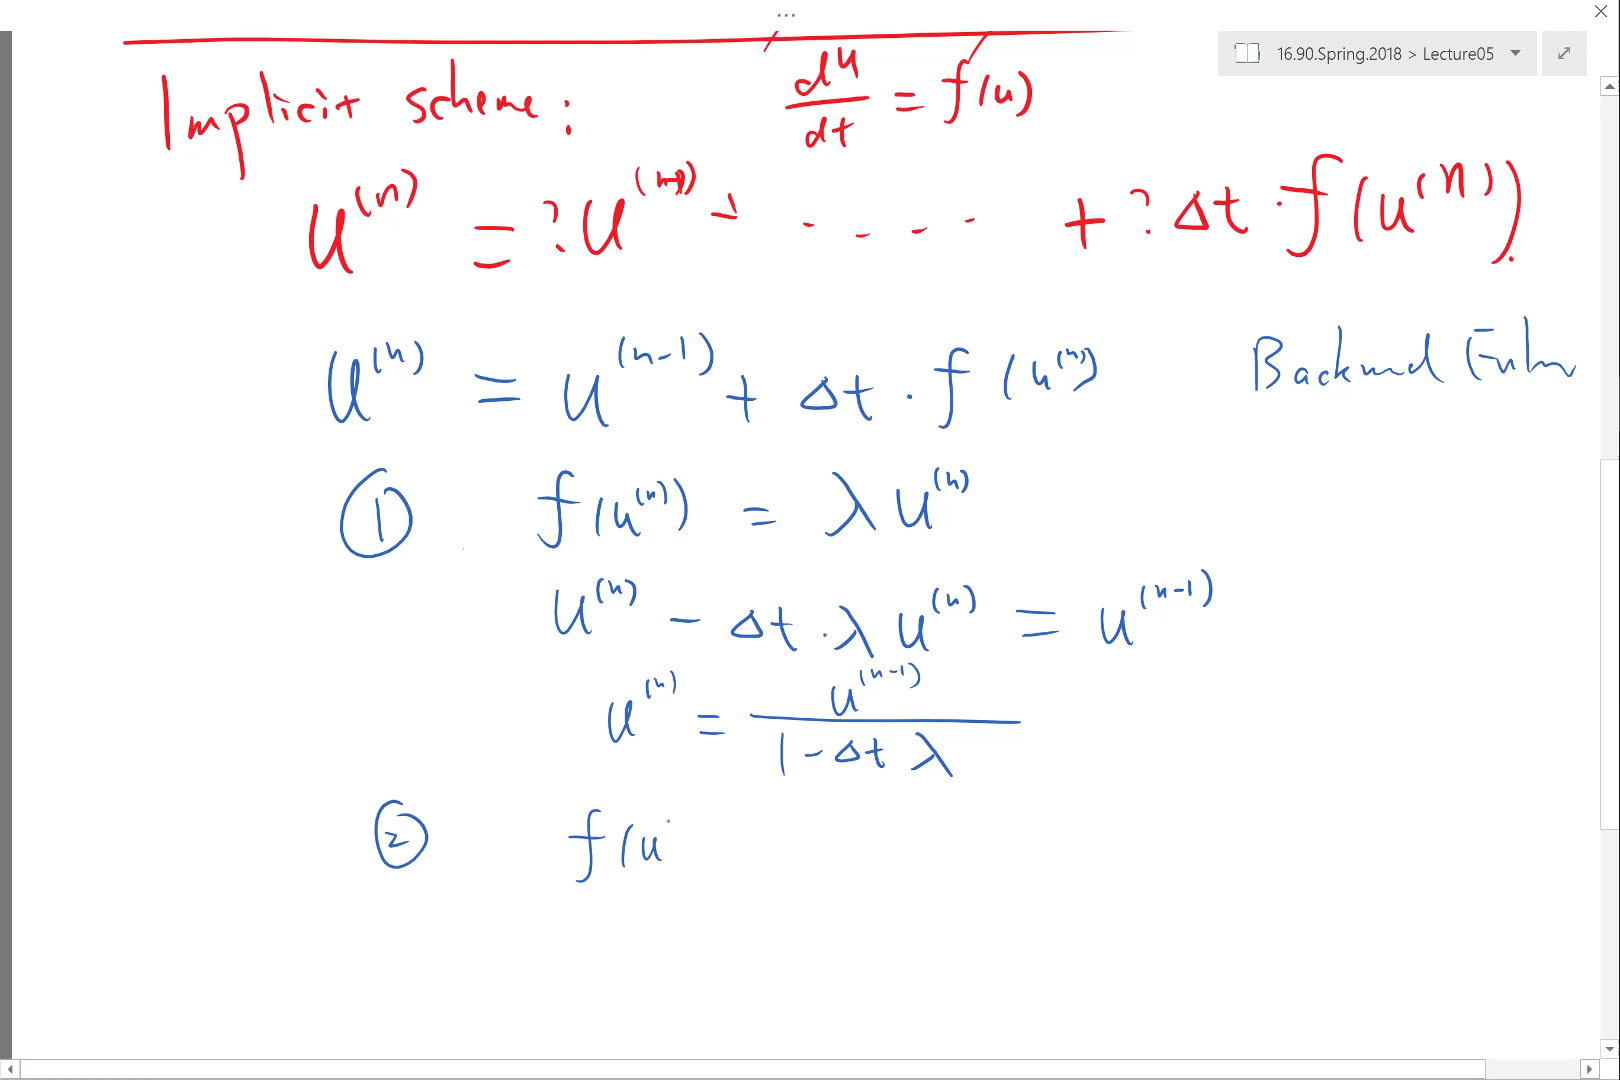 ...
16.90.Spring.2018 > Lecture05
Implicit scheme: du/dt = f(u)
u^(n) = ? u^(n-1) + .... + ? Δt · f(u^(n)).
u^(n) = u^(n-1) + Δt · f(u^(n)) Backward Euler
① f(u^(n)) = λ u^(n)
u^(n) - Δt · λ u^(n) = u^(n-1)
u^(n) = u^(n-1) / (1 - Δt λ)
② f(u